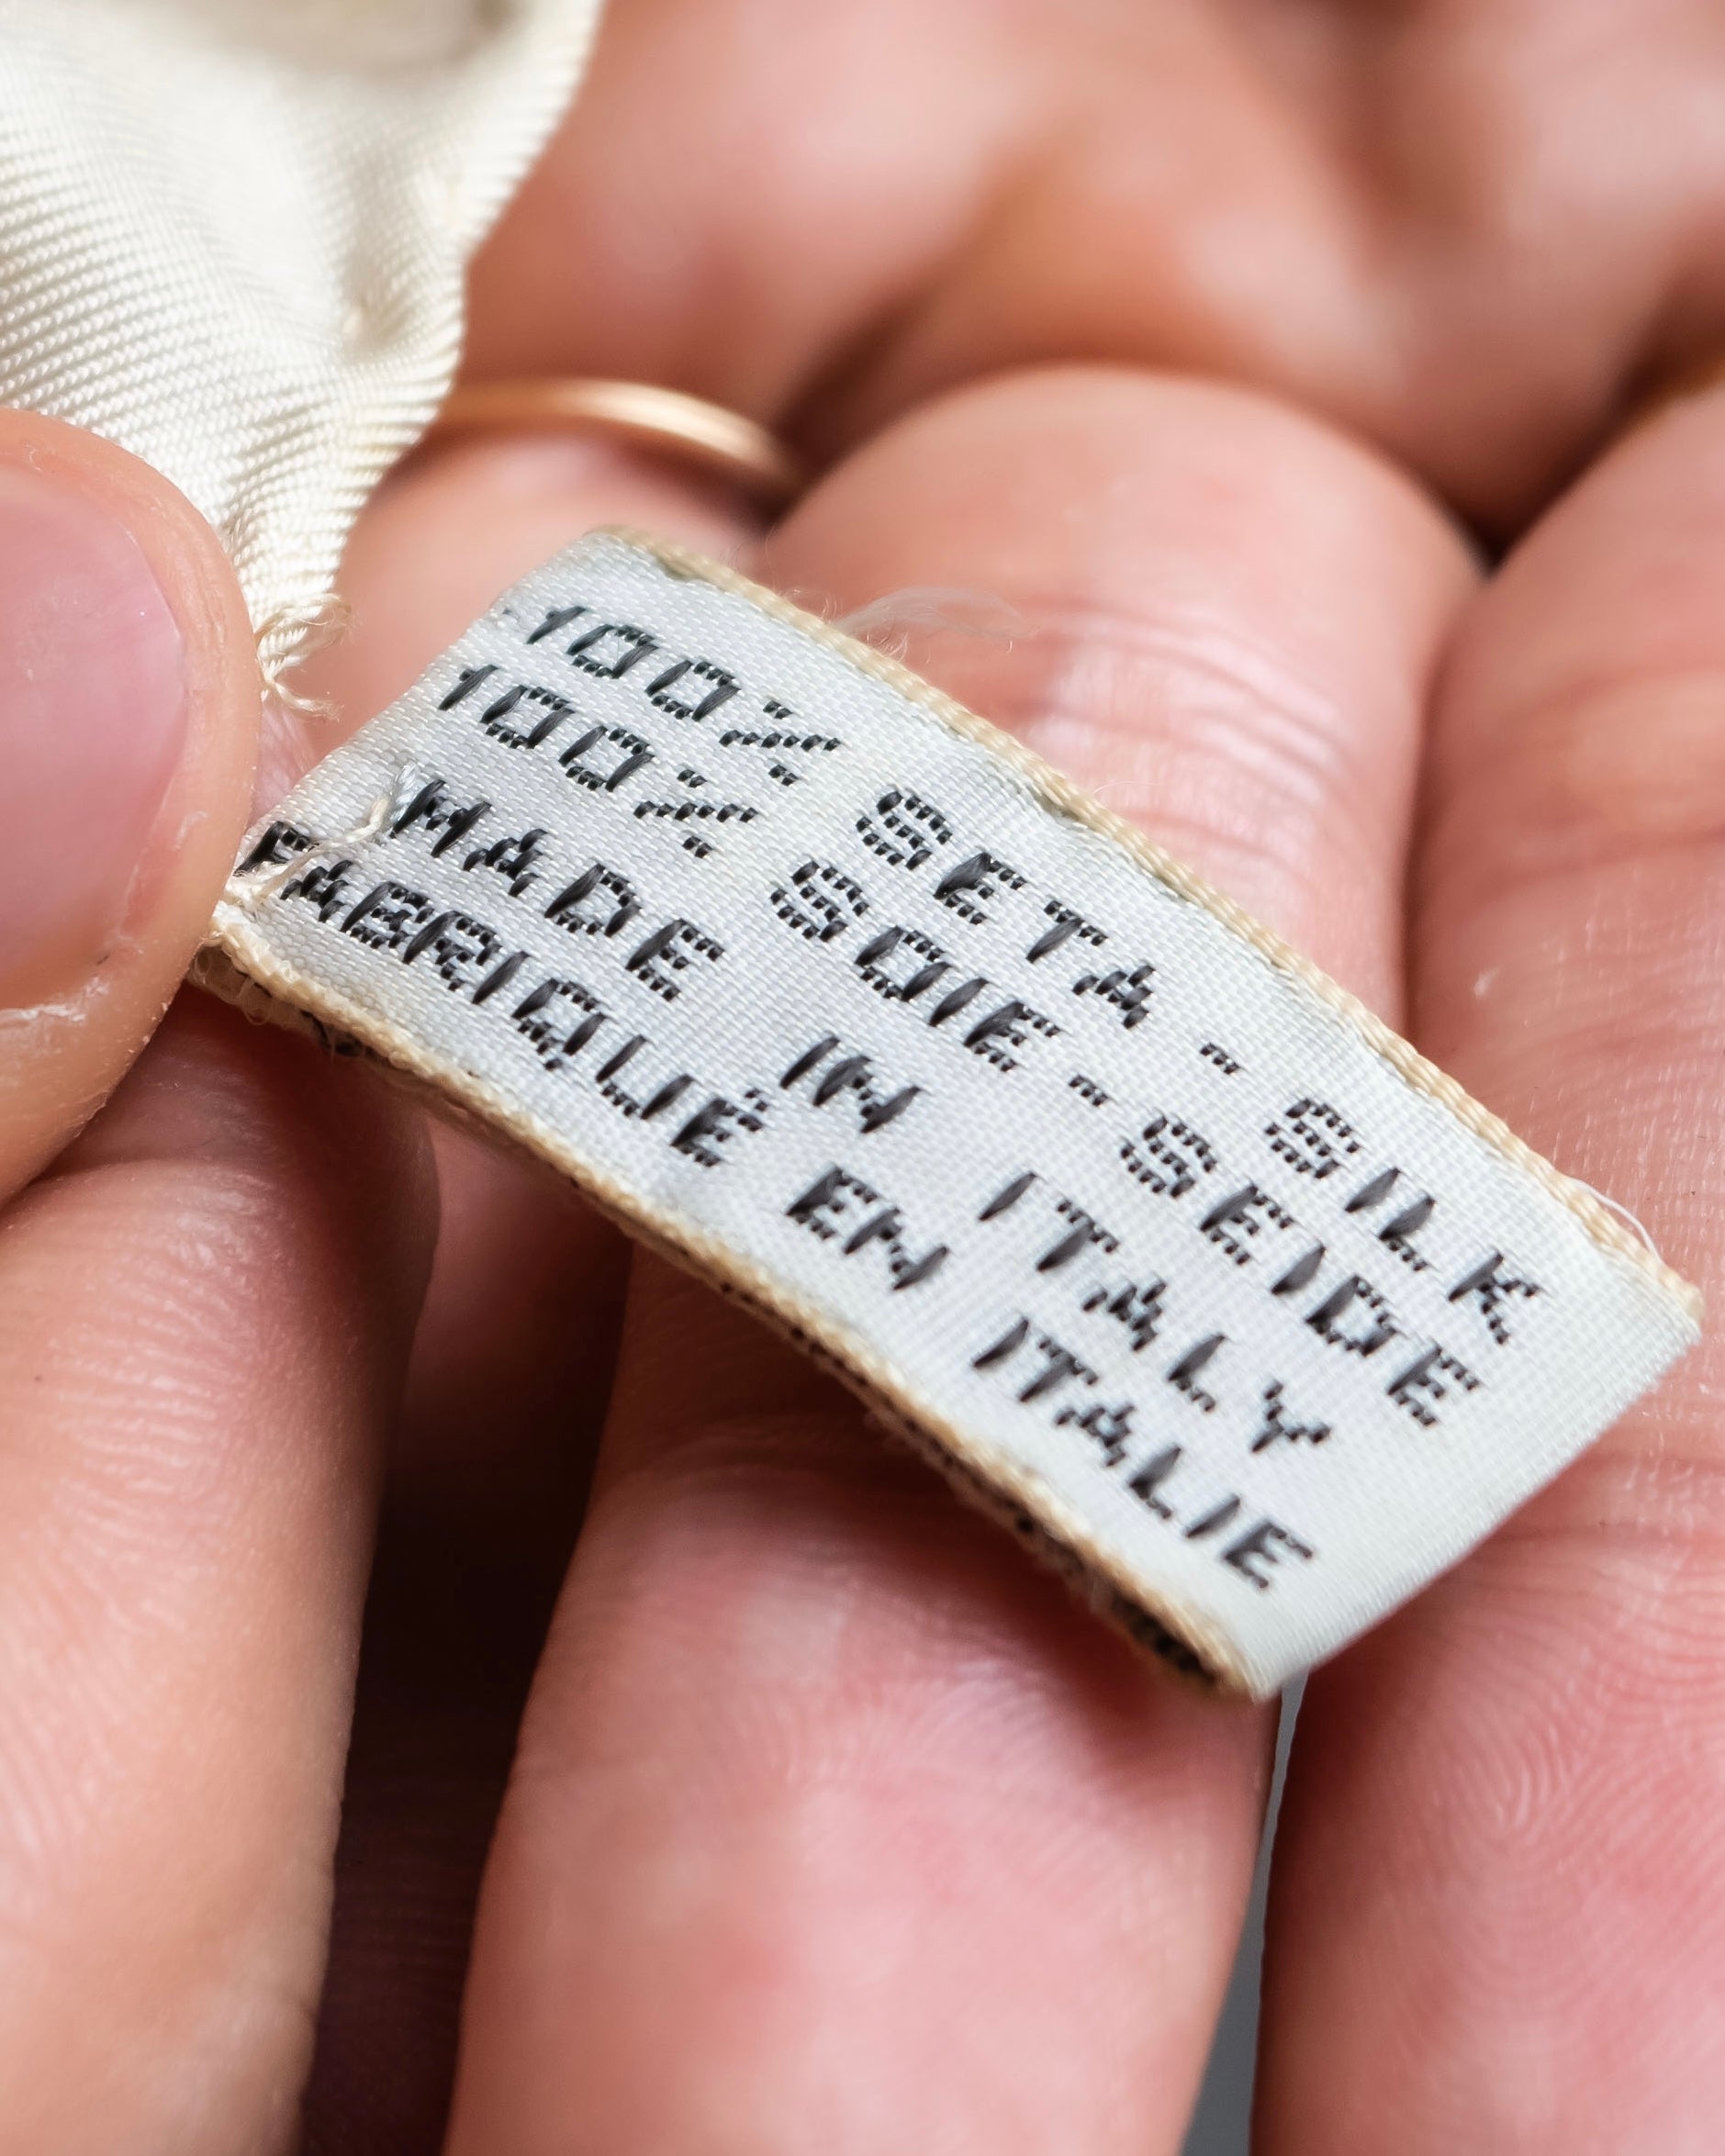 100% SETA - SILK
100% SOIE - SEIDE
MADE IN ITALY
FABRIQUÉ EN ITALIE